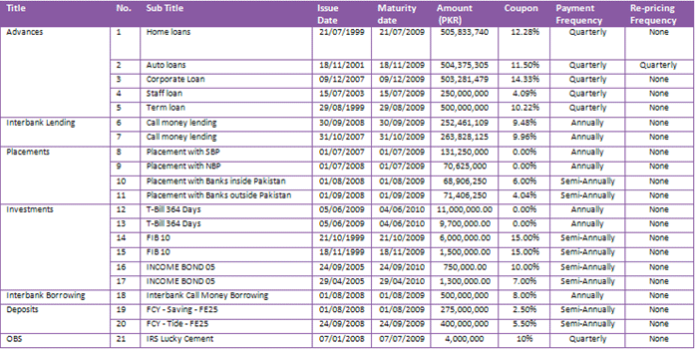 Title No. Sub Title Issue Date Maturity date Amount (PKR) Coupon Payment Frequency Re-pricing Frequency
Advances 1 Home loans 21/07/1999 21/07/2009 505,833,740 12.28% Quarterly None
2 Auto loans 18/11/2001 18/11/2009 504,375,305 11.50% Quarterly Quarterly
3 Corporate Loan 09/12/2007 09/12/2009 503,281,479 14.33% Quarterly None
4 Staff loan 15/07/2003 15/07/2009 250,000,000 4.09% Quarterly None
5 Term loan 29/08/1999 29/08/2009 500,000,000 10.22% Quarterly None
Interbank Lending 6 Call money lending 30/09/2008 30/09/2009 252,461,109 9.48% Annually None
7 Call money lending 31/10/2007 31/10/2009 263,828,125 9.96% Annually None
Placements 8 Placement with SBP 01/07/2007 01/07/2009 131,250,000 0.00% Annually None
9 Placement with NBP 01/07/2008 01/07/2009 70,625,000 0.00% Annually None
10 Placement with Banks inside Pakistan 01/08/2008 01/08/2009 68,906,250 6.00% Semi-Annually None
11 Placement with Banks outside Pakistan 01/09/2008 01/09/2009 71,406,250 4.04% Semi-Annually None
Investments 12 T-Bill 364 Days 05/06/2009 04/06/2010 11,000,000.00 0.00% Annually None
13 T-Bill 364 Days 05/06/2009 04/06/2010 9,700,000.00 0.00% Annually None
14 FIB 10 21/10/1999 21/10/2009 6,000,000.00 15.00% Semi-Annually None
15 FIB 10 18/11/1999 18/11/2009 1,500,000.00 15.00% Semi-Annually None
16 INCOME BOND 05 24/09/2005 24/09/2010 750,000.00 10.00% Semi-Annually None
17 INCOME BOND 05 29/04/2005 29/04/2010 1,300,000.00 7.00% Semi-Annually None
Interbank Borrowing 18 Interbank Call Money Borrowing 01/08/2008 01/08/2009 500,000,000 8.00% Annually None
Deposits 19 FCY - Saving - FE25 01/08/2008 01/08/2009 275,000,000 2.50% Semi-Annually None
20 FCY - Tide - FE25 24/09/2008 24/09/2009 400,000,000 5.50% Semi-Annually None
OBS 21 IRS Lucky Cement 07/01/2008 07/07/2009 4,000,000 10% Quarterly None